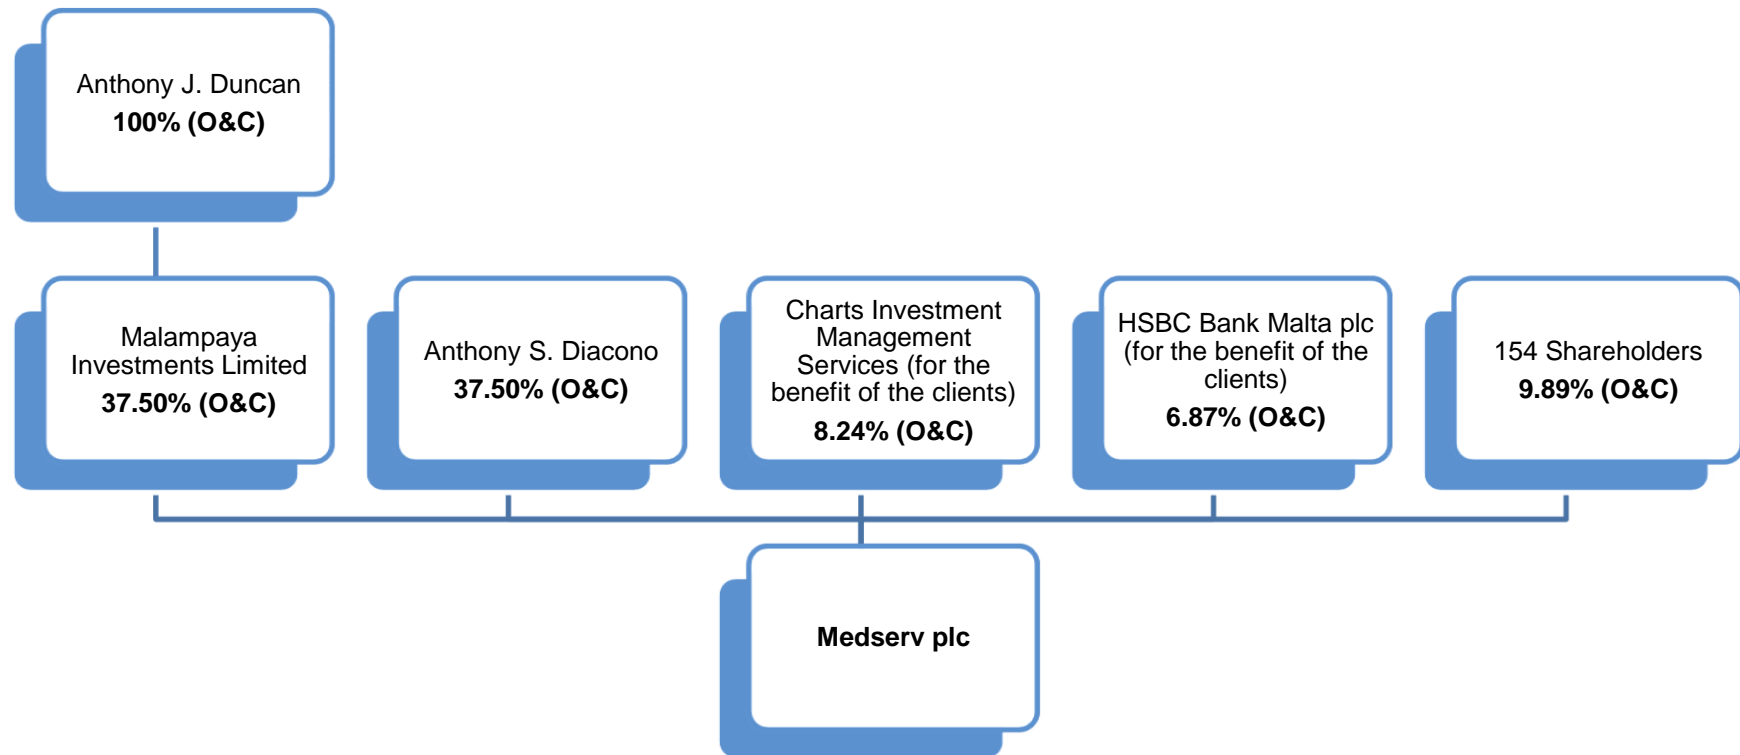 Anthony J. Duncan
100% (O&C)
Malampaya
Investments Limited
37.50% (O&C)
Anthony S. Diacono
37.50% (O&C)
Charts Investment
Management
Services (for the
benefit of the clients)
8.24% (O&C)
HSBC Bank Malta plc
(for the benefit of the
clients)
6.87% (O&C)
154 Shareholders
9.89% (O&C)
Medserv plc